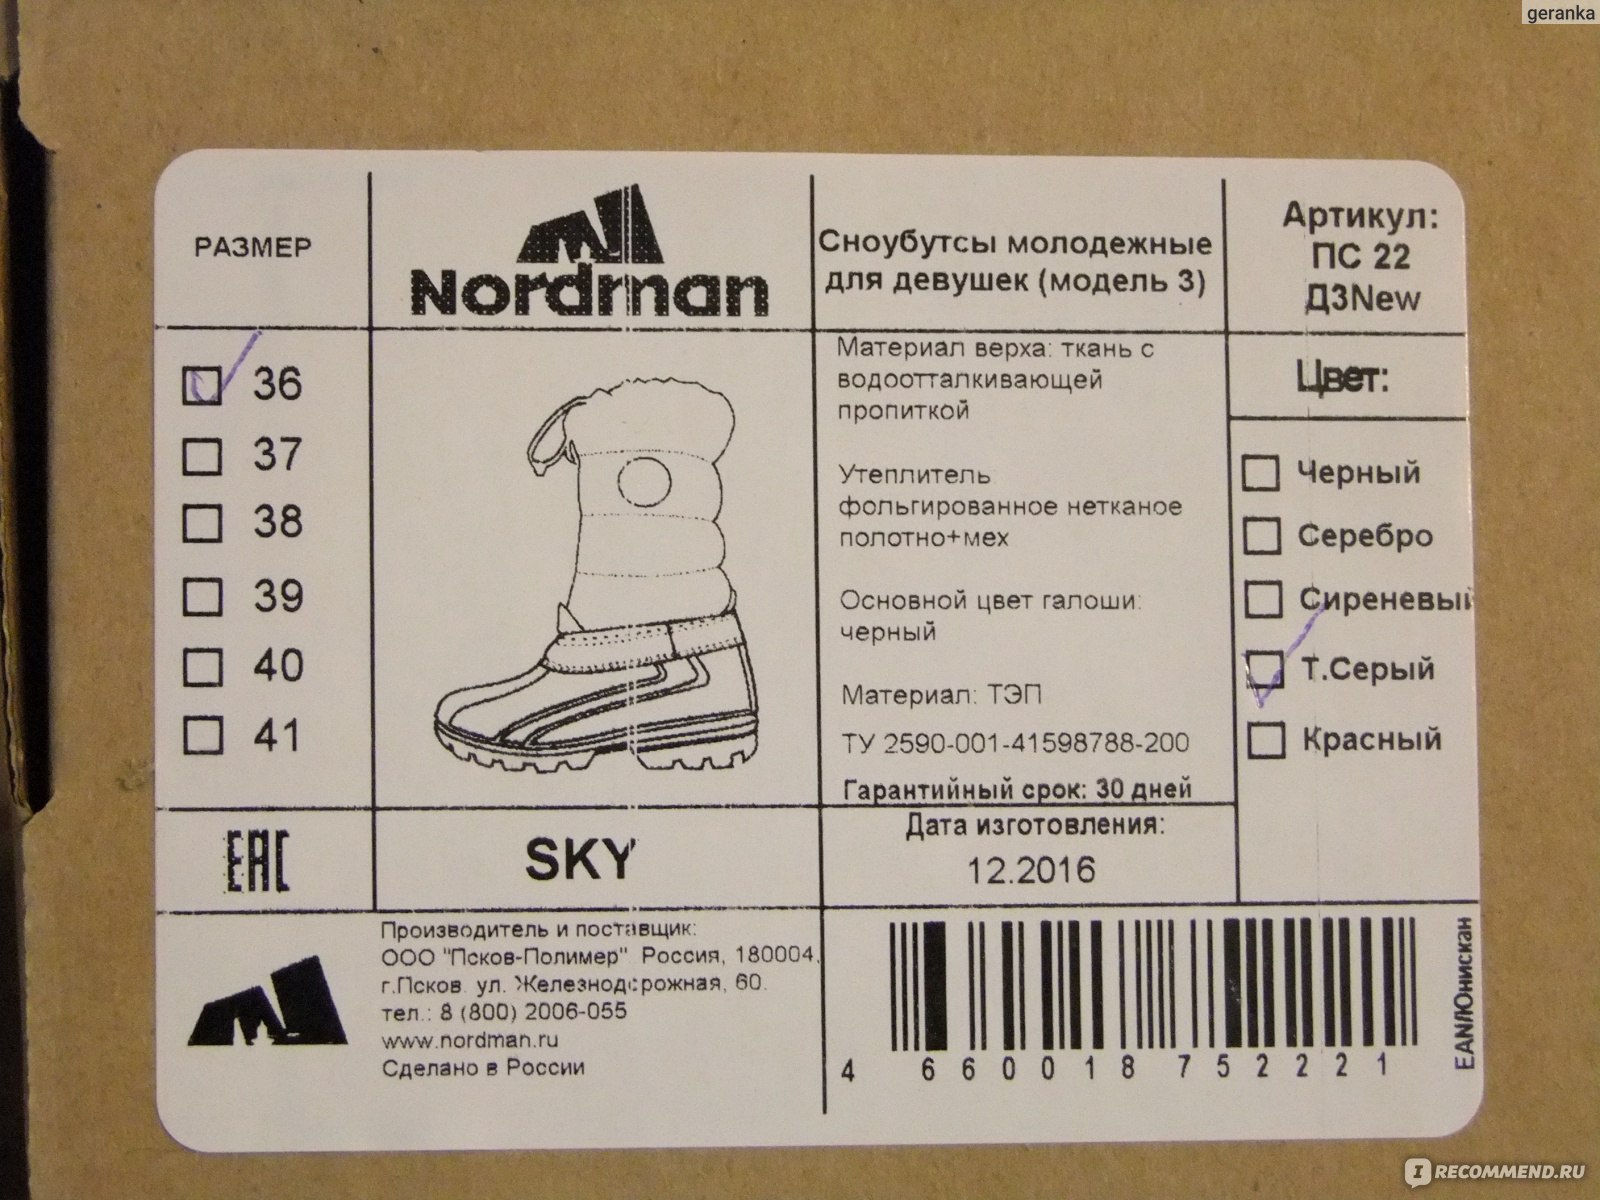 geranka
РАЗМЕР
Nordman
Сноубутсы молодежные
для девушек (модель 3)
Артикул:
ПС 22
Д3New
36
37
38
39
40
41
Материал верха: ткань с
водоотталкивающей
пропиткой
Утеплитель
фольгированное нетканое
полотно+мех
Основной цвет галоши:
черный
Материал: ТЭП
ТУ 2590-001-41598788-200
Гарантийный срок: 30 дней
Цвет:
Черный
Серебро
Сиреневый
Т.Серый
Красный
EAC
SKY
Дата изготовления:
12.2016
Производитель и поставщик:
ООО "Псков-Полимер" Россия, 180004,
г.Псков. ул. Железнодорожная, 60.
тел.: 8 (800) 2006-055
www.nordman.ru
Сделано в России
4 660018 752221
EAN/Юнискан
IRECOMMEND.RU